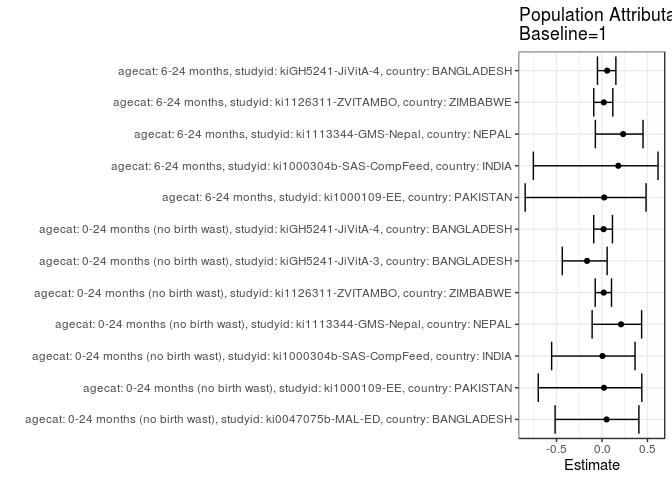 Population Attributa
Baseline=1
agecat: 6-24 months, studyid: kiGH5241-JiVitA-4, country: BANGLADESH
agecat: 6-24 months, studyid: ki1126311-ZVITAMBO, country: ZIMBABWE
agecat: 6-24 months, studyid: ki1113344-GMS-Nepal, country: NEPAL
agecat: 6-24 months, studyid: ki1000304b-SAS-CompFeed, country: INDIA
agecat: 6-24 months, studyid: ki1000109-EE, country: PAKISTAN
agecat: 0-24 months (no birth wast), studyid: kiGH5241-JiVitA-4, country: BANGLADESH
agecat: 0-24 months (no birth wast), studyid: kiGH5241-JiVitA-3, country: BANGLADESH
agecat: 0-24 months (no birth wast), studyid: ki1126311-ZVITAMBO, country: ZIMBABWE
agecat: 0-24 months (no birth wast), studyid: ki1113344-GMS-Nepal, country: NEPAL
agecat: 0-24 months (no birth wast), studyid: ki1000304b-SAS-CompFeed, country: INDIA
agecat: 0-24 months (no birth wast), studyid: ki1000109-EE, country: PAKISTAN
agecat: 0-24 months (no birth wast), studyid: ki0047075b-MAL-ED, country: BANGLADESH
-0.5 0.0 0.5
Estimate